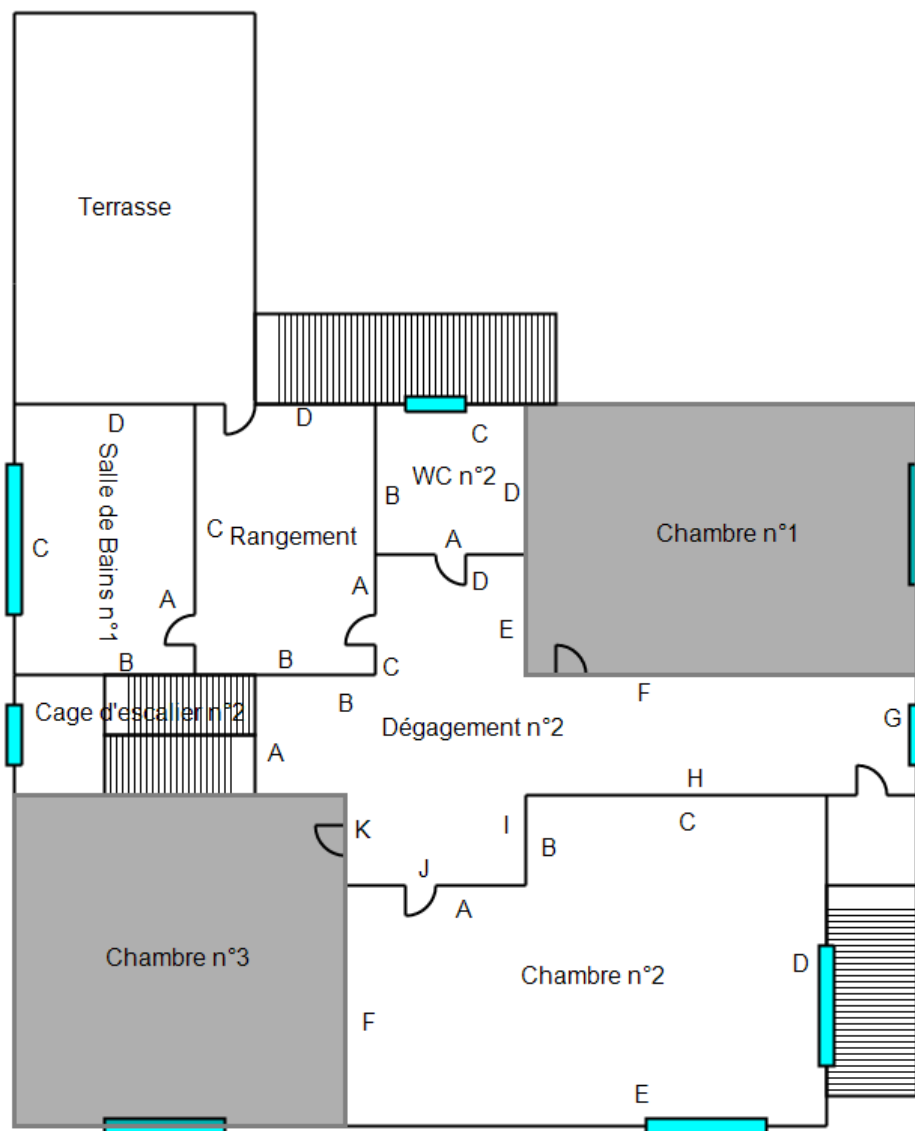 Terrasse
D
D
C
Salle de Bains n°1
WC n°2
B
D
C
C
Rangement
Chambre n°1
A
A
A
D
E
B
B
C
F
Cage d'escalier n°2
B
Dégagement n°2
G
A
H
K
I
C
B
J
A
Chambre n°3
Chambre n°2
D
F
E